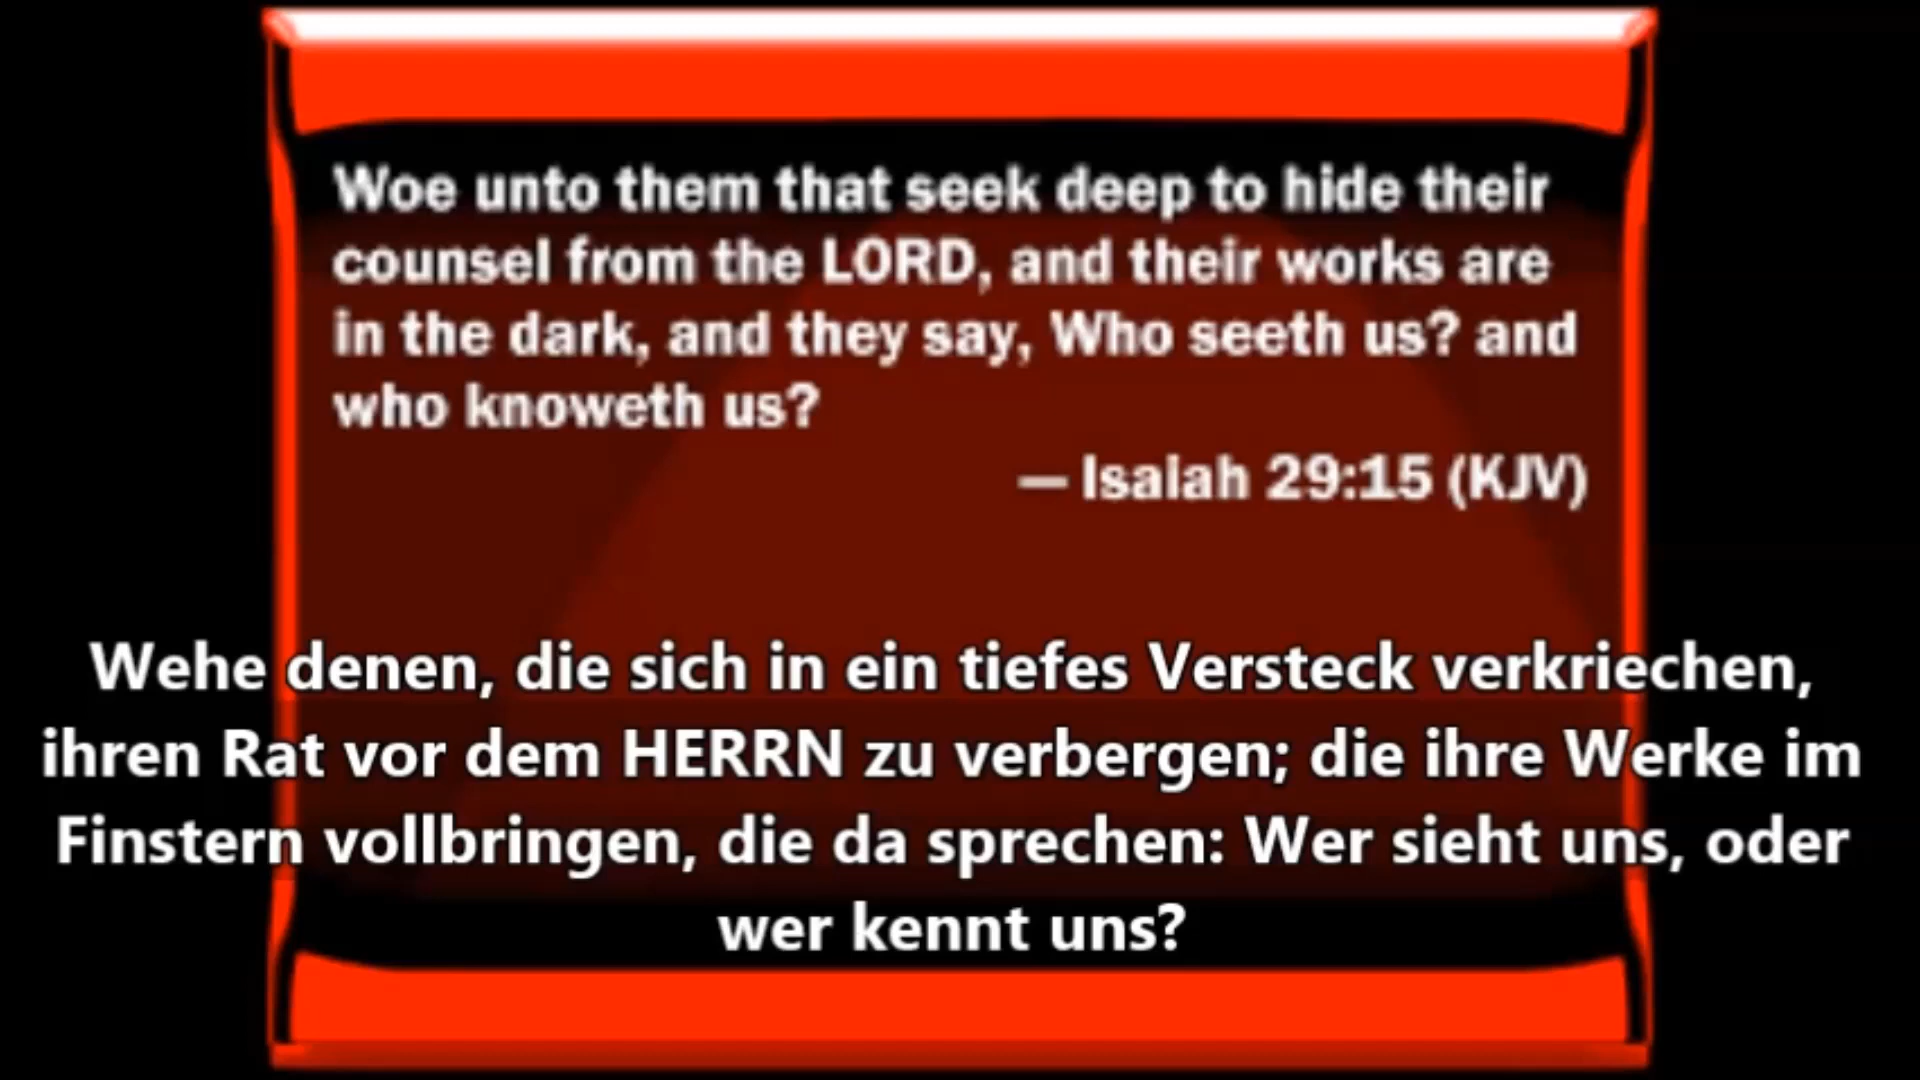 Woe unto them that seek deep to hide their
counsel from the LORD, and their works are
in the dark, and they say, Who seeth us? and
who knoweth us?
— Isaiah 29:15 (KJV)
Wehe denen, die sich in ein tiefes Versteck verkriechen,
ihren Rat vor dem HERRN zu verbergen; die ihre Werke im
Finstern vollbringen, die da sprechen: Wer sieht uns, oder
wer kennt uns?